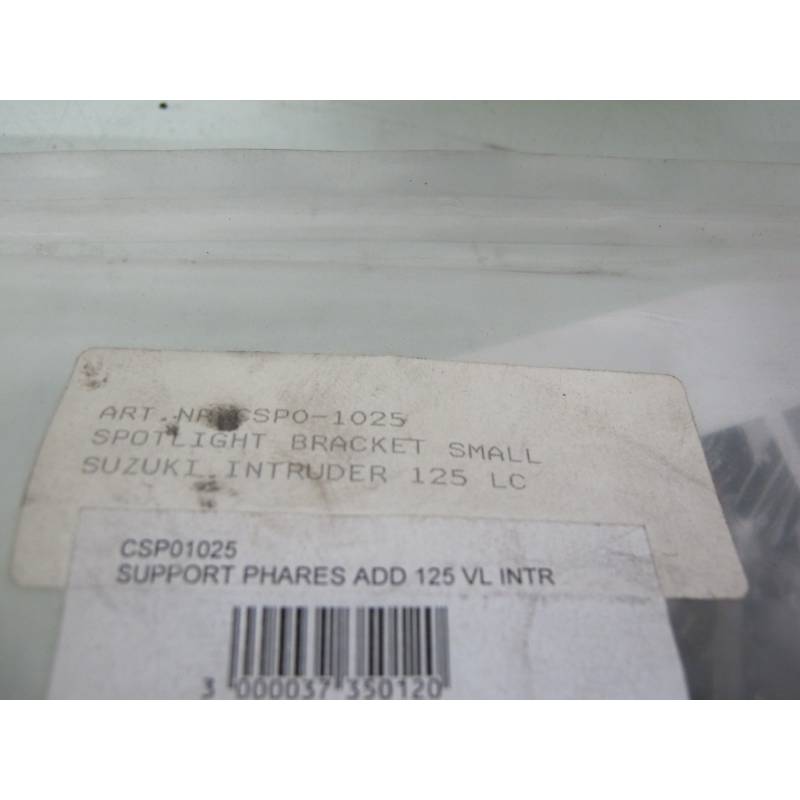 ART.NR. CSPO-1025
SPOTLIGHT BRACKET SMALL
SUZUKI INTRUDER 125 LC
CSP01025
SUPPORT PHARES ADD 125 VL INTR
3 000037 350120